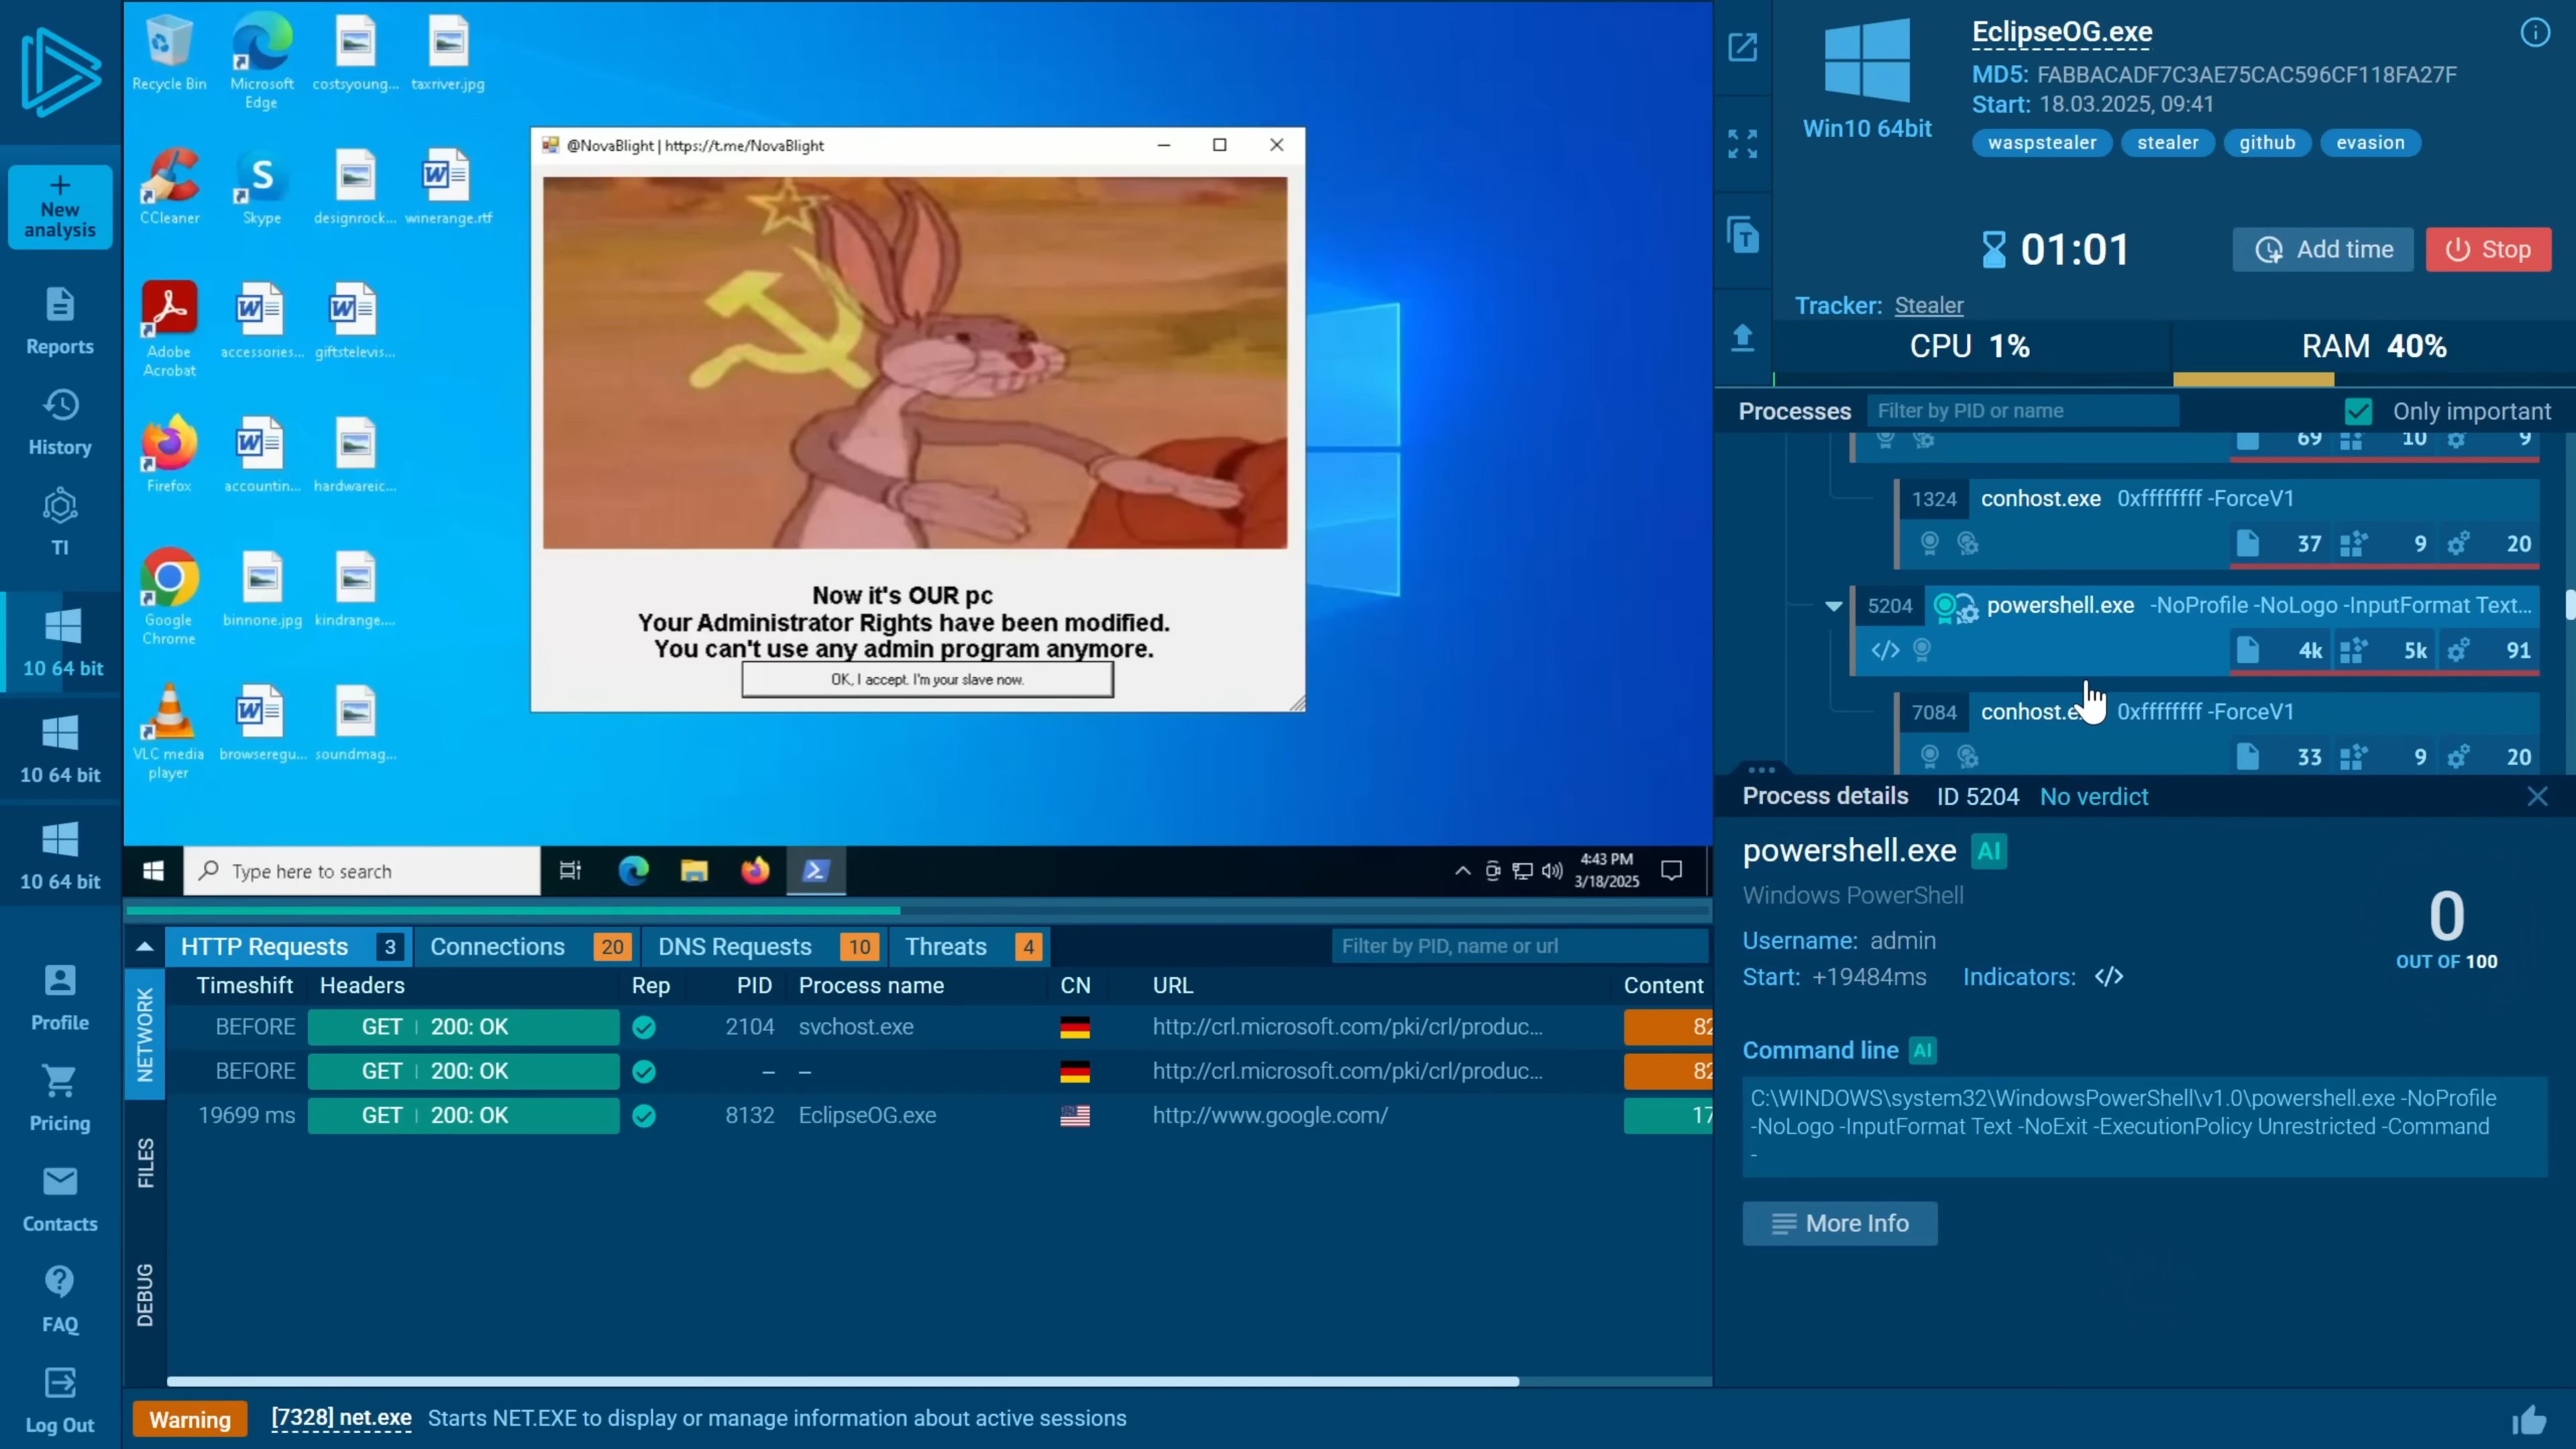 Recycle Bin
Microsoft Edge
costsyoung...
taxriver.jpg
CCleaner
Skype
designrock...
winerange.rtf
Adobe Acrobat
accessories...
giftstelevis...
Firefox
accountin...
hardwareic...
Google Chrome
binnone.jpg
kindrange....
VLC media player
browseregu...
soundmag...
New analysis
Reports
History
TI
10 64 bit
10 64 bit
10 64 bit
Profile
Pricing
Contacts
FAQ
Log Out
@NovaBlight | https://t.me/NovaBlight
Now it's OUR pc
Your Administrator Rights have been modified.
You can't use any admin program anymore.
OK, I accept. I'm your slave now.
Type here to search
4:43 PM
3/18/2025
HTTP Requests 3
Connections 20
DNS Requests 10
Threats 4
Filter by PID, name or url
NETWORK
FILES
DEBUG
Timeshift Headers Rep PID Process name CN URL Content
BEFORE GET 200: OK 2104 svchost.exe http://crl.microsoft.com/pki/crl/produc... 82
BEFORE GET 200: OK – – http://crl.microsoft.com/pki/crl/produc... 82
19699 ms GET 200: OK 8132 EclipseOG.exe http://www.google.com/ 17
Warning [7328] net.exe Starts NET.EXE to display or manage information about active sessions
Win10 64bit
EclipseOG.exe
MD5: FABBACADF7C3AE75CAC596CF118FA27F
Start: 18.03.2025, 09:41
waspstealer stealer github evasion
01:01
Add time
Stop
Tracker: Stealer
CPU 1%
RAM 40%
Processes
Filter by PID or name
Only important
69 10 9
1324 conhost.exe 0xffffffff -ForceV1
37 9 20
5204 powershell.exe -NoProfile -NoLogo -InputFormat Text...
</> 4k 5k 91
7084 conhost.e 0xffffffff -ForceV1
33 9 20
Process details ID 5204 No verdict
powershell.exe AI
Windows PowerShell
Username: admin
Start: +19484ms Indicators: </>
0
OUT OF 100
Command line AI
C:\WINDOWS\system32\WindowsPowerShell\v1.0\powershell.exe -NoProfile
-NoLogo -InputFormat Text -NoExit -ExecutionPolicy Unrestricted -Command
-
More Info